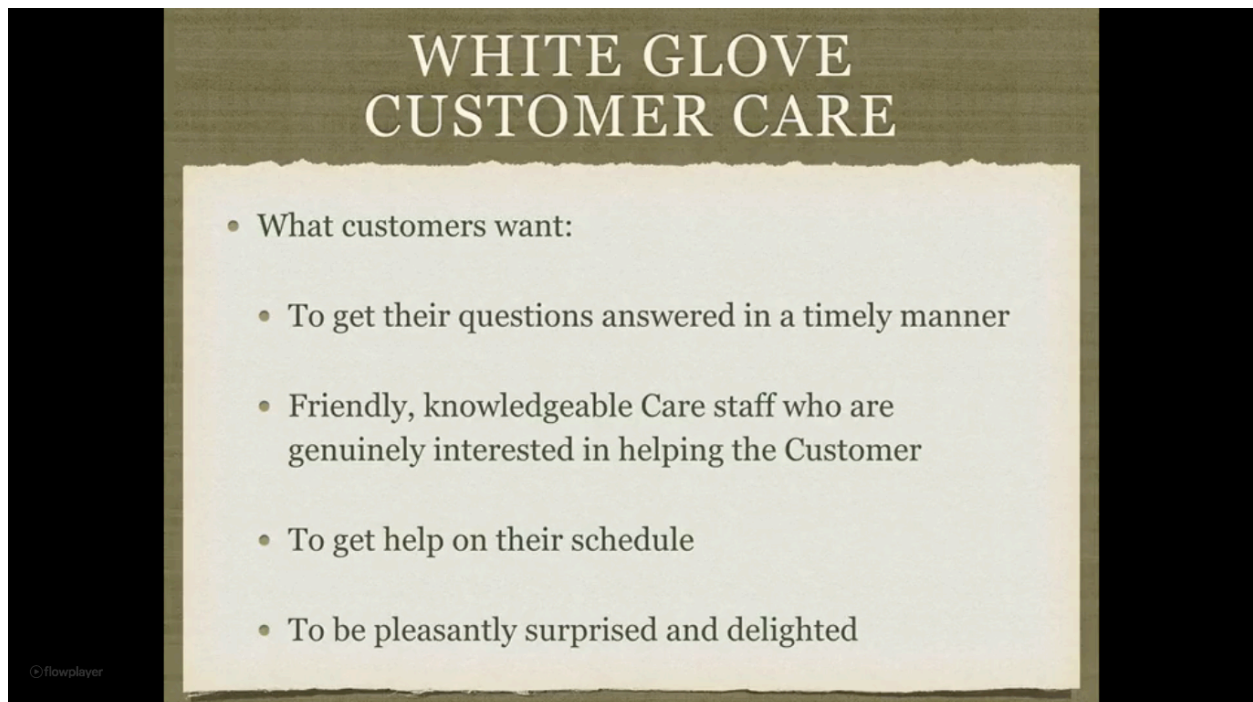 WHITE GLOVE
CUSTOMER CARE
• What customers want:
• To get their questions answered in a timely manner
• Friendly, knowledgeable Care staff who are
genuinely interested in helping the Customer
• To get help on their schedule
• To be pleasantly surprised and delighted
flowplayer